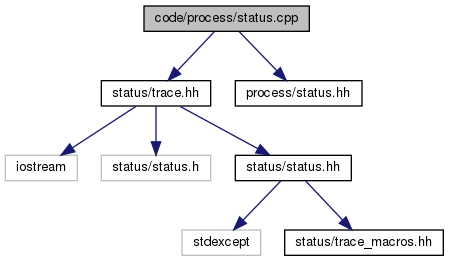 code/process/status.cpp
status/trace.hh
process/status.hh
iostream
status/status.h
status/status.hh
stdexcept
status/trace_macros.hh